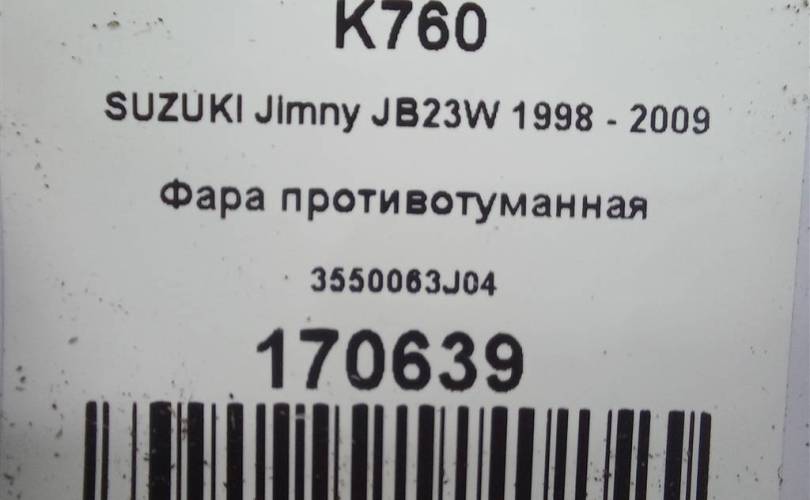 K760
SUZUKI Jimny JB23W 1998 - 2009
Фара противотуманная
3550063J04
170639